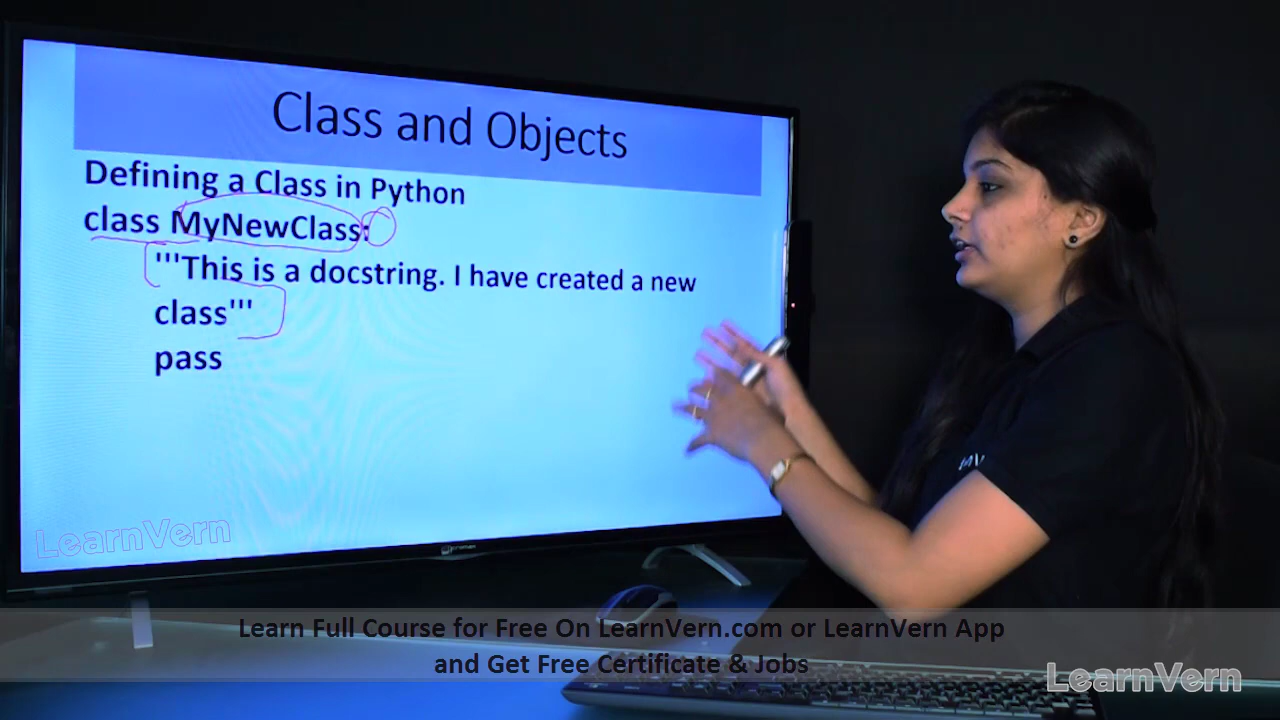 Class and Objects
Defining a Class in Python
class MyNewClass:
'''This is a docstring. I have created a new
class'''
pass
LearnVern
Learn Full Course for Free On LearnVern.com or LearnVern App
and Get Free Certificate & Jobs
LearnVern